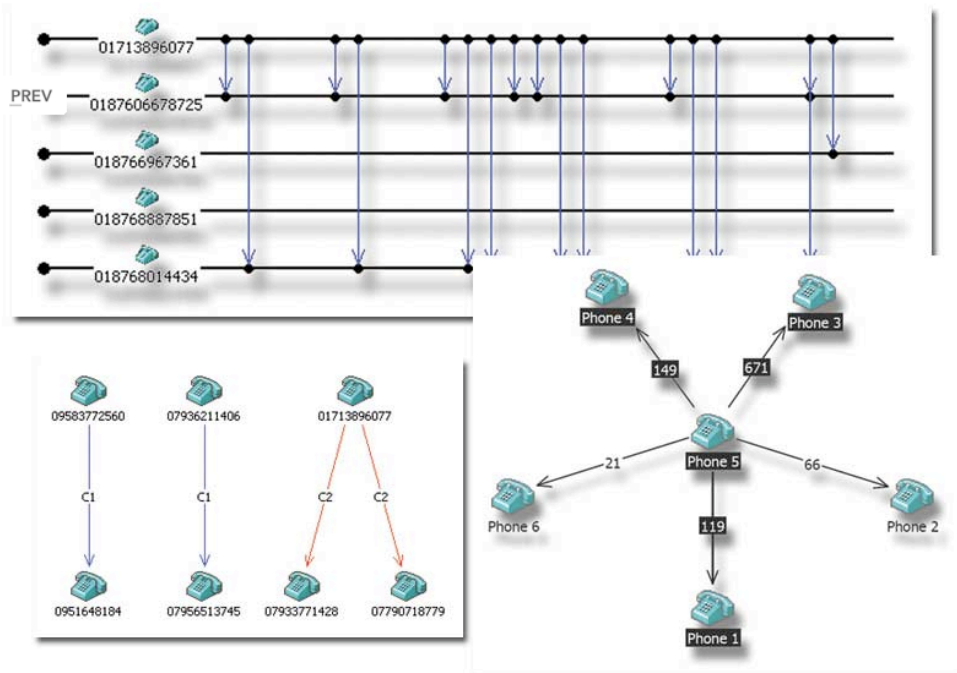 01713896077
PREV
0187606678725
018766967361
018768887851
018768014434
Phone 4
Phone 3
149
671
Phone 5
21
66
Phone 6
Phone 2
119
Phone 1
09583772560
07936211406
01713896077
C1
C1
C2
C2
0951648184
07956513745
07933771428
07790718779